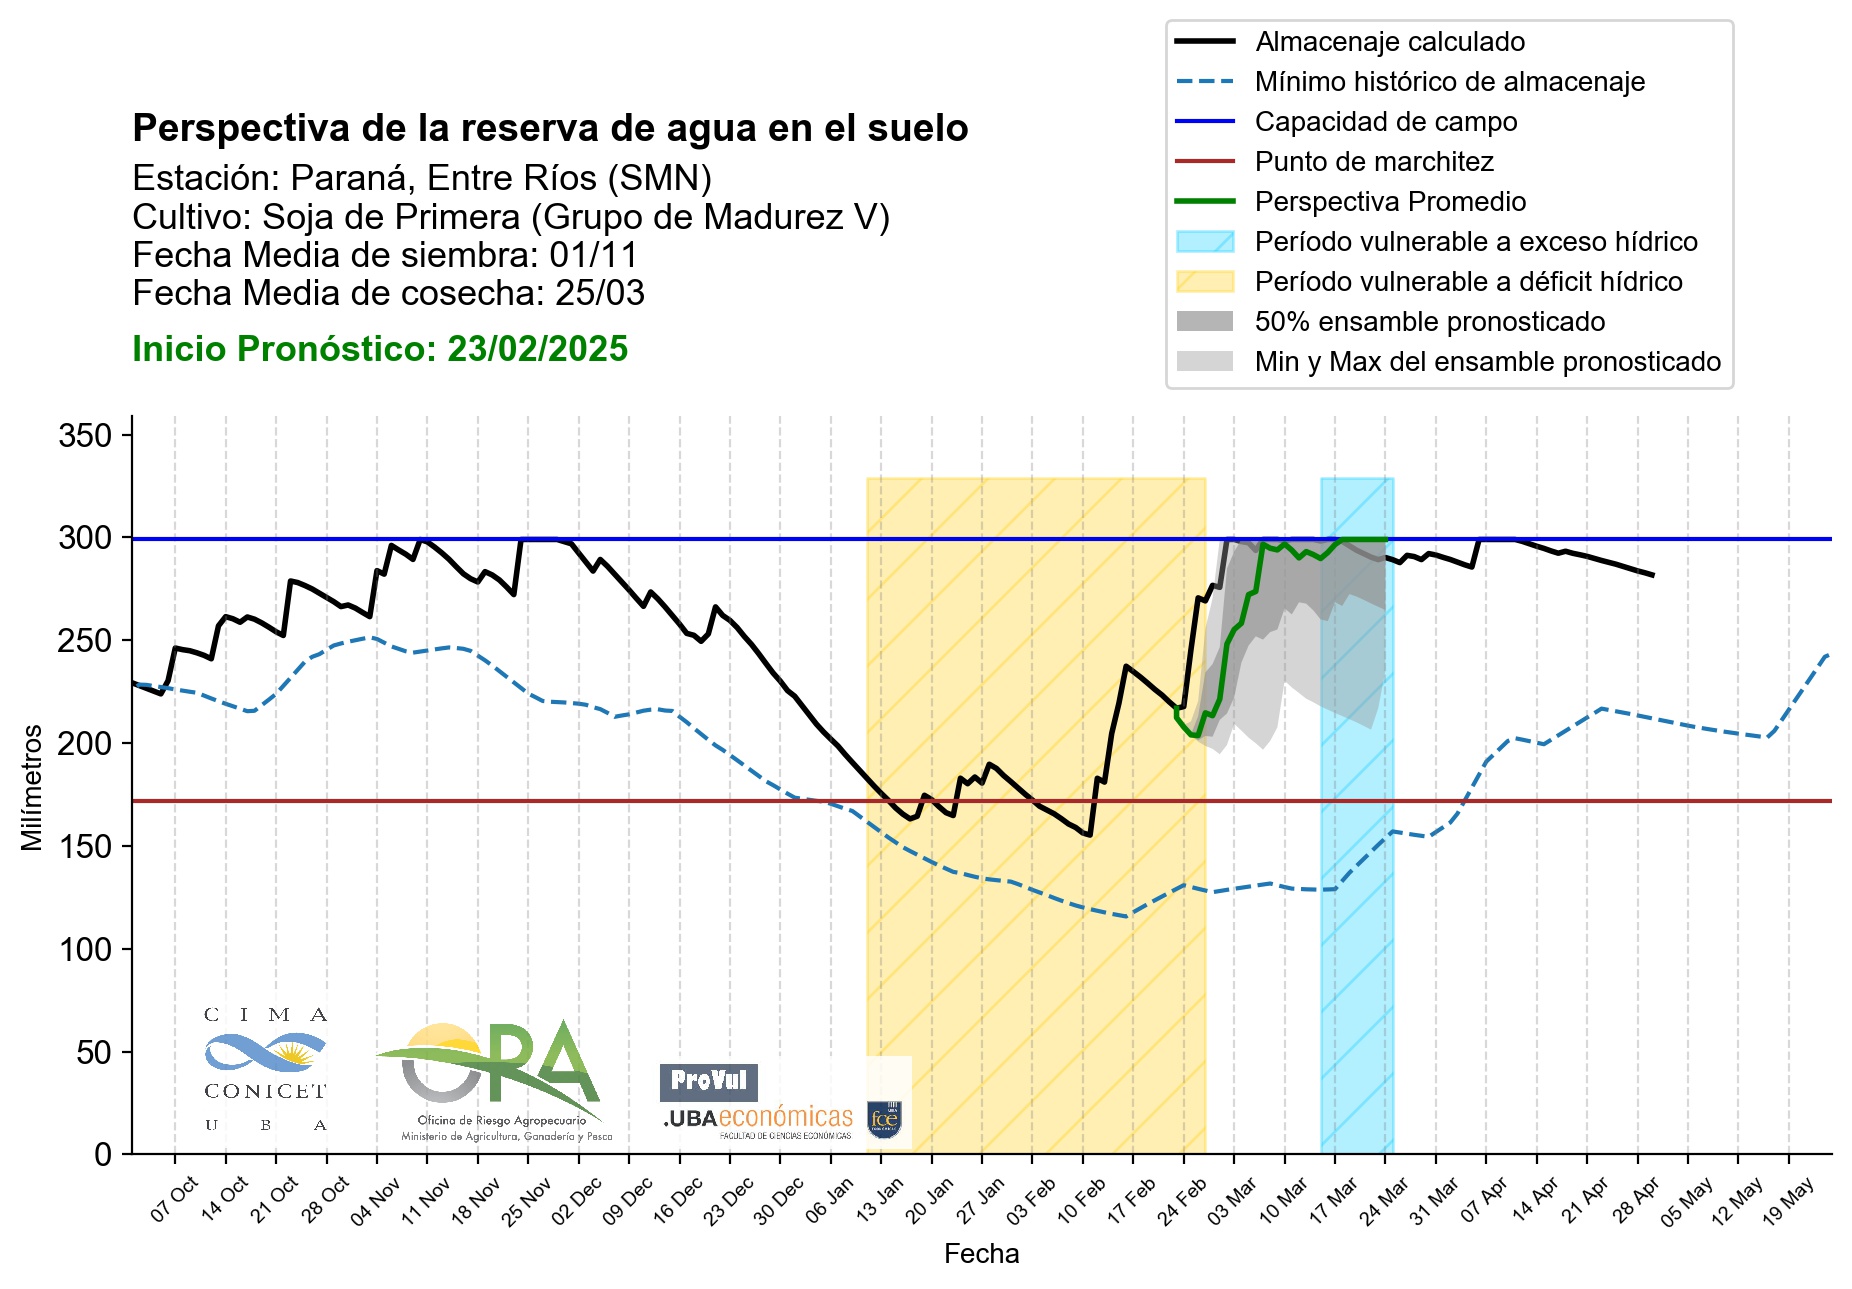 Almacenaje calculado
Mínimo histórico de almacenaje
Capacidad de campo
Punto de marchitez
Perspectiva Promedio
Período vulnerable a exceso hídrico
Período vulnerable a déficit hídrico
50% ensamble pronosticado
Min y Max del ensamble pronosticado
Perspectiva de la reserva de agua en el suelo
Estación: Paraná, Entre Ríos (SMN)
Cultivo: Soja de Primera (Grupo de Madurez V)
Fecha Media de siembra: 01/11
Fecha Media de cosecha: 25/03
Inicio Pronóstico: 23/02/2025
Milímetros
350
300
250
200
150
100
50
0
CIMA
CONICET
UBA
OPA
Oficina de Riesgo Agropecuario
Ministerio de Agricultura, Ganadería y Pesca
ProVul
.UBAeconómicas
FACULTAD DE CIENCIAS ECONÓMICAS
UBA
fce
07 Oct
14 Oct
21 Oct
28 Oct
04 Nov
11 Nov
18 Nov
25 Nov
02 Dec
09 Dec
16 Dec
23 Dec
30 Dec
06 Jan
13 Jan
20 Jan
27 Jan
03 Feb
10 Feb
17 Feb
24 Feb
03 Mar
10 Mar
17 Mar
24 Mar
31 Mar
07 Apr
14 Apr
21 Apr
28 Apr
05 May
12 May
19 May
Fecha